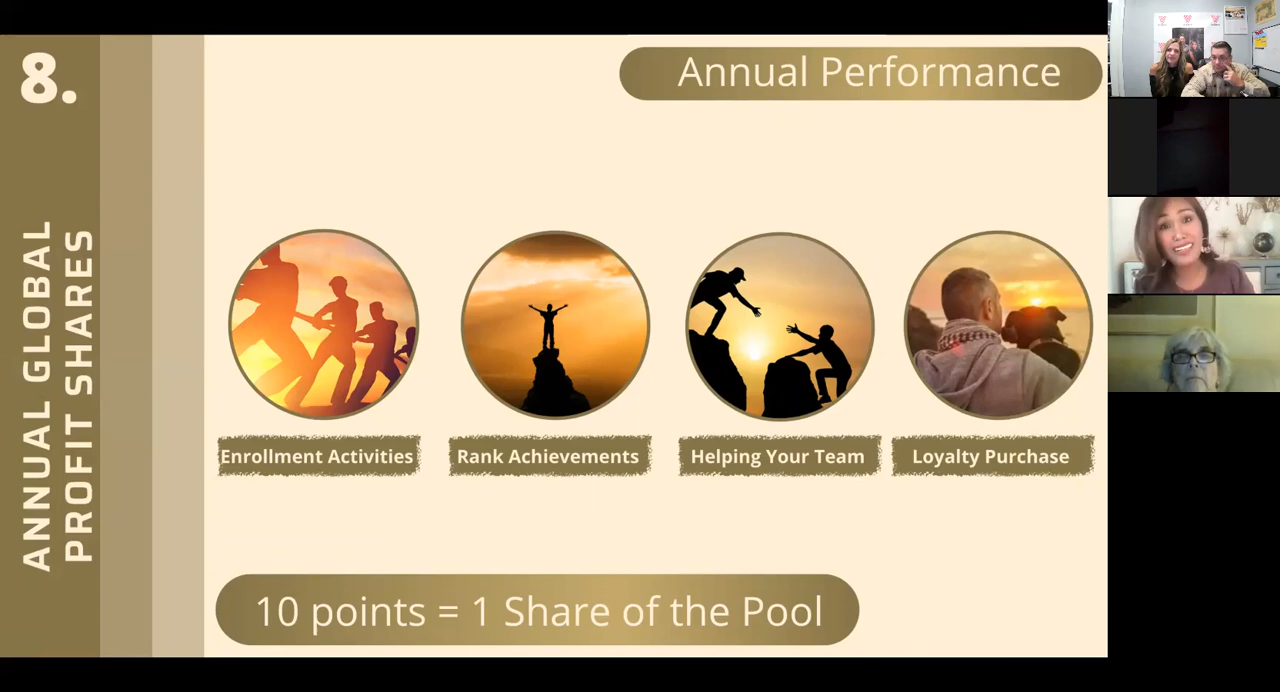 8.
ANNUAL GLOBAL
PROFIT SHARES
Annual Performance
Enrollment Activities
Rank Achievements
Helping Your Team
Loyalty Purchase
10 points = 1 Share of the Pool